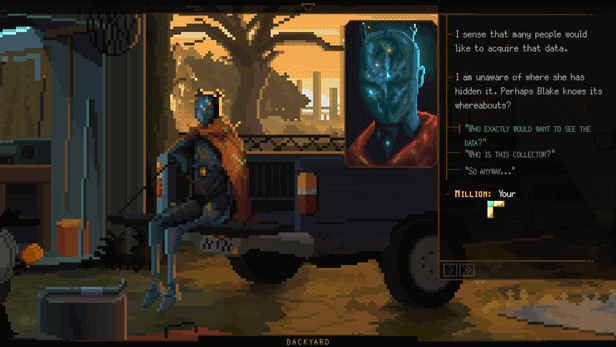 I sense that many people would
like to acquire that data.
I am unaware of where she has
hidden it. Perhaps Blake knows its
whereabouts?
"WHO EXACTLY WOULD WANT TO SEE THE
DATA?"
"WHO IS THIS COLLECTOR?"
"SO ANYWAY..."
MILLION: Your
BACKYARD